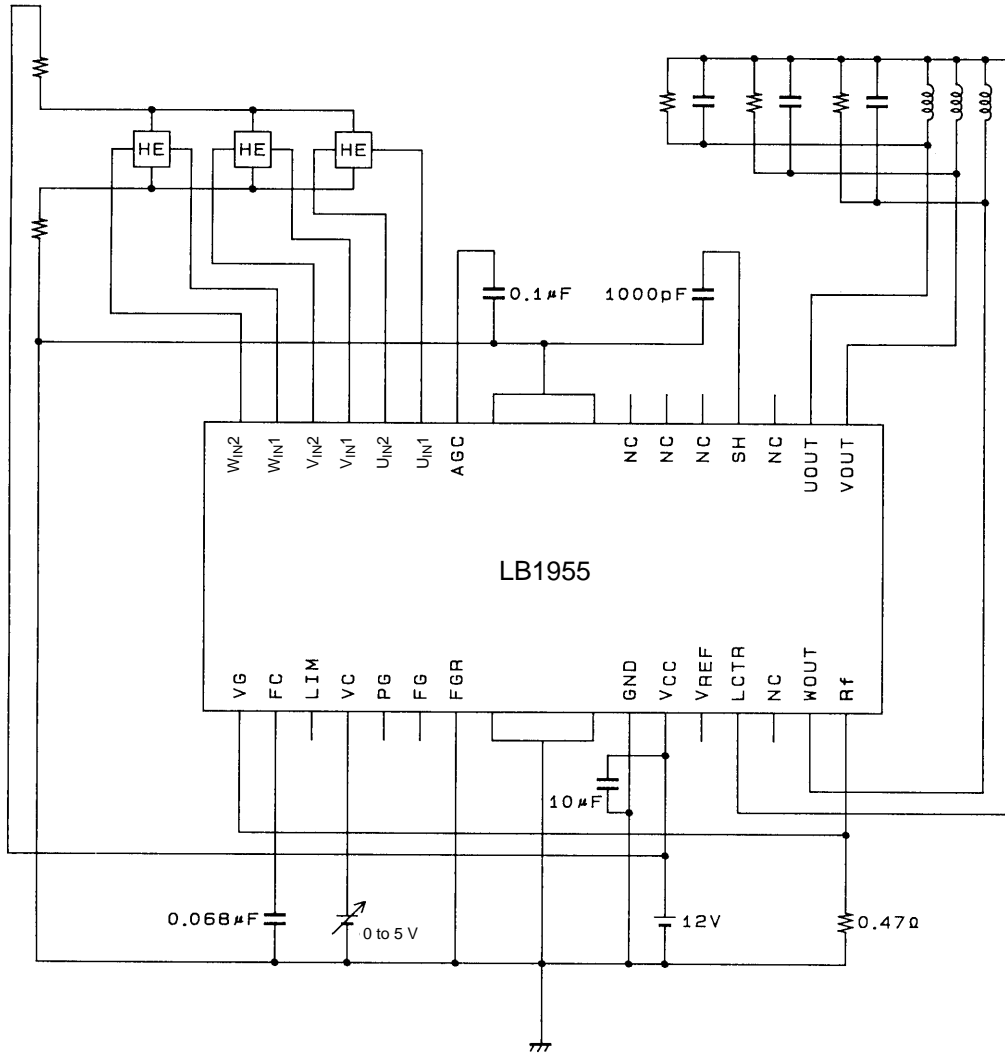 HE HE HE
0.1μF 1000pF
WIN2 WIN1 VIN2 VIN1 UIN2 UIN1 AGC NC NC NC SH NC UOUT VOUT
LB1955
VG FC LIM VC PG FG FGR GND VCC VREF LCTR NC WOUT Rf
10μF
0.068μF 0 to 5 V 12V 0.47Ω